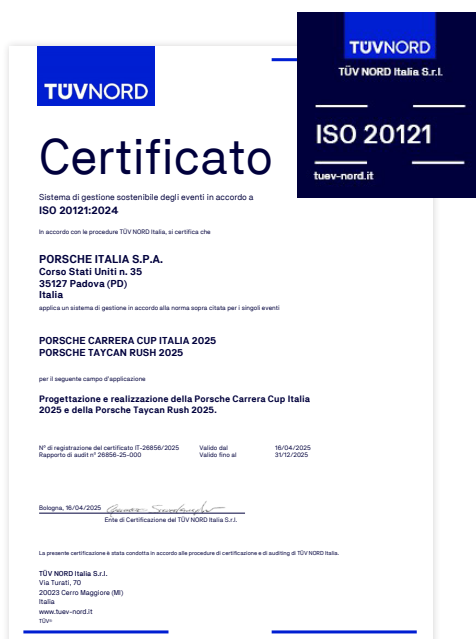 TÜVNORD
TÜV NORD Italia S.r.l.
ISO 20121
tuev-nord.it
TÜVNORD
Certificato
Sistema di gestione sostenibile degli eventi in accordo a
ISO 20121:2024
In accordo con le procedure TÜV NORD Italia, si certifica che
PORSCHE ITALIA S.P.A.
Corso Stati Uniti n. 35
35127 Padova (PD)
Italia
applica un sistema di gestione in accordo alla norma sopra citata per i singoli eventi
PORSCHE CARRERA CUP ITALIA 2025
PORSCHE TAYCAN RUSH 2025
per il seguente campo d'applicazione
Progettazione e realizzazione della Porsche Carrera Cup Italia
2025 e della Porsche Taycan Rush 2025.
N° di registrazione del certificato IT-26856/2025 Valido dal 16/04/2025
Rapporto di audit n° 26856-25-000 Valido fino al 31/12/2025
Bologna, 16/04/2025
Ente di Certificazione del TÜV NORD Italia S.r.l.
La presente certificazione è stata condotta in accordo alle procedure di certificazione e di auditing di TÜV NORD Italia.
TÜV NORD Italia S.r.l.
Via Turati, 70
20023 Cerro Maggiore (MI)
Italia
www.tuev-nord.it
TÜV®